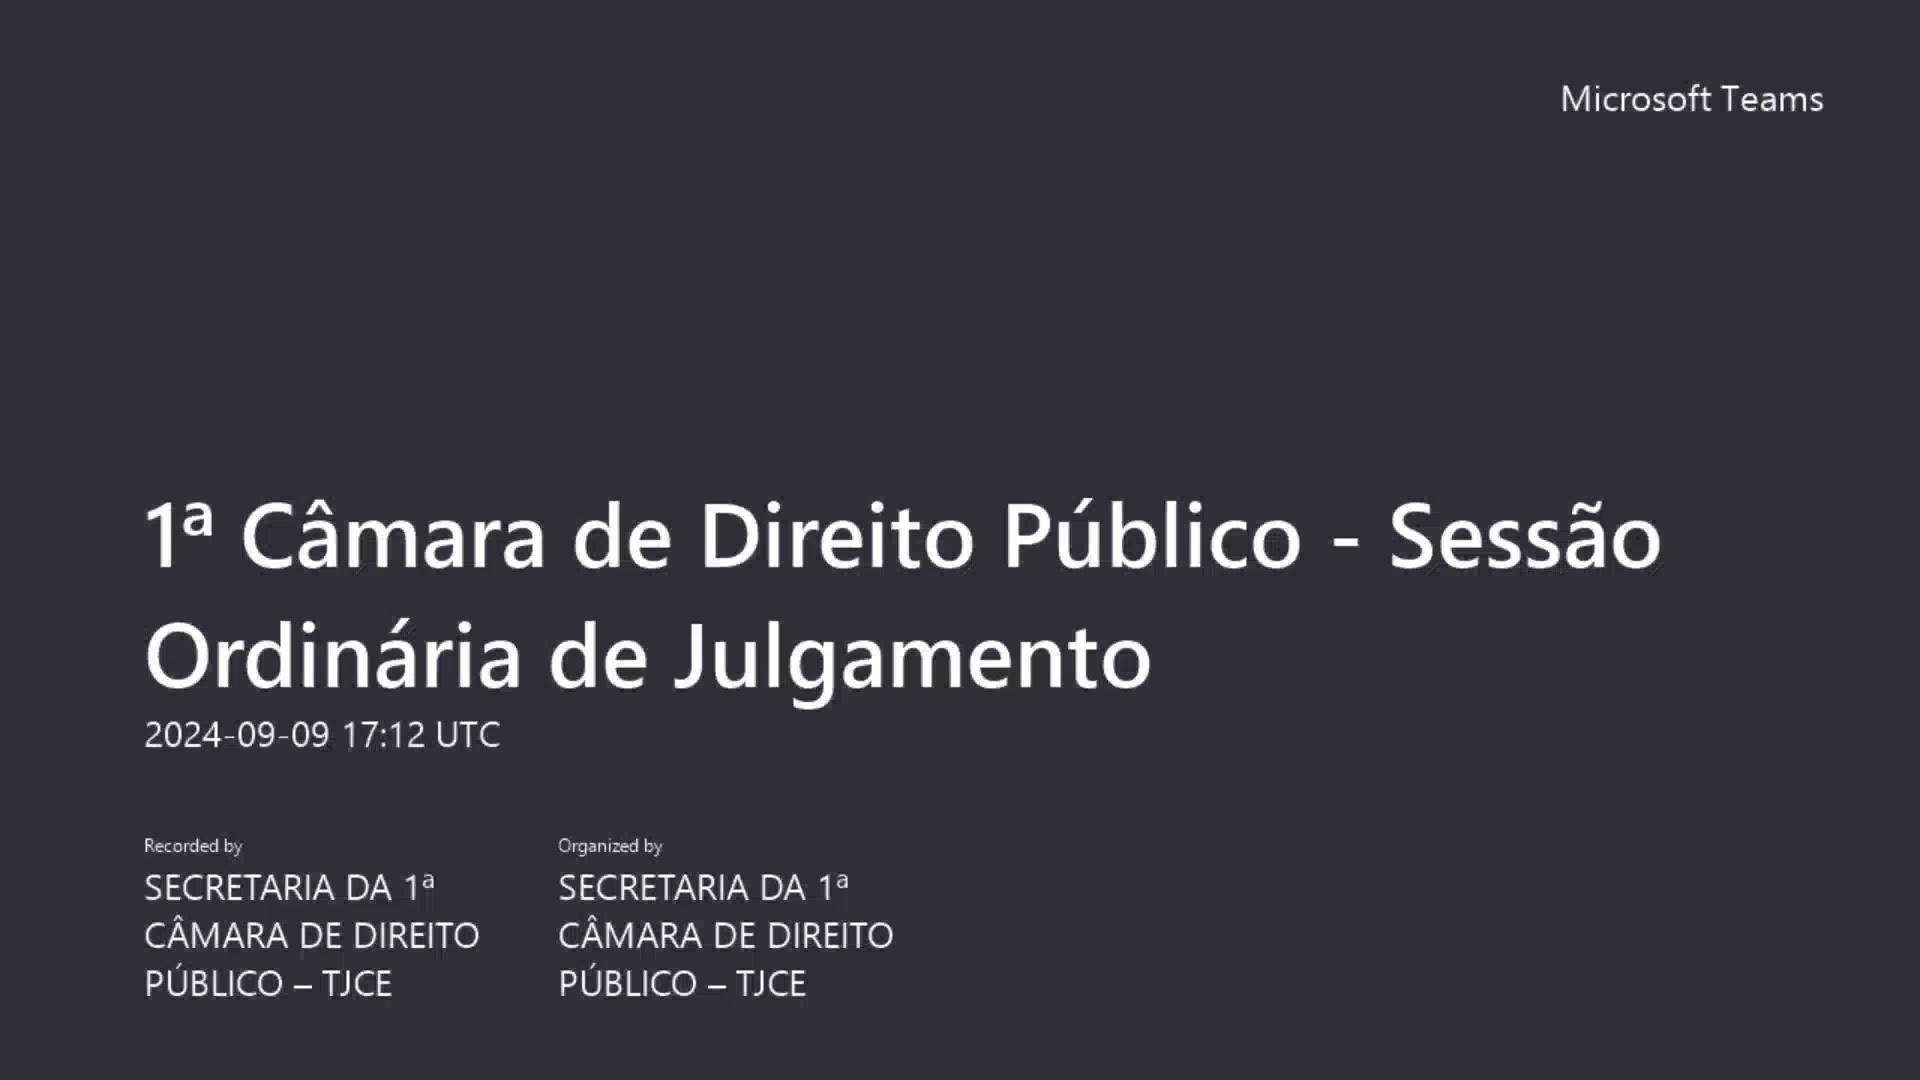 Microsoft Teams
1ª Câmara de Direito Público - Sessão
Ordinária de Julgamento
2024-09-09 17:12 UTC
Recorded by
SECRETARIA DA 1ª
CÂMARA DE DIREITO
PÚBLICO – TJCE
Organized by
SECRETARIA DA 1ª
CÂMARA DE DIREITO
PÚBLICO – TJCE